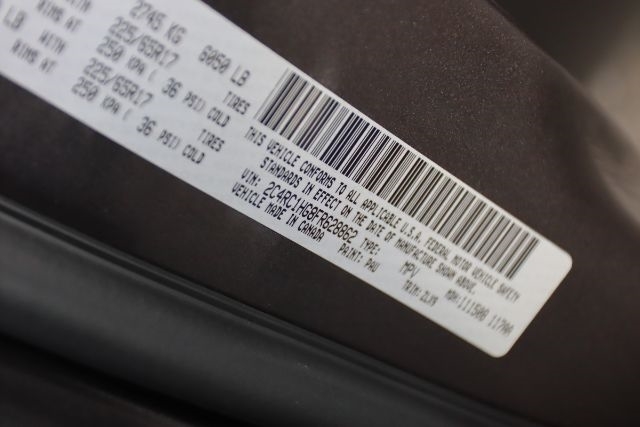 2745 KG 6050 LB
LB WITH
225/65R17 TIRES
RIMS AT
250 KPA ( 36 PSI) COLD
WITH
225/65R17 TIRES
RIMS AT
250 KPA ( 36 PSI) COLD
THIS VEHICLE CONFORMS TO ALL APPLICABLE U.S.A. FEDERAL MOTOR VEHICLE SAFETY
STANDARDS IN EFFECT ON THE DATE OF MANUFACTURE SHOWN ABOVE.
VIN: TYPE: MPV
VEHICLE MADE IN CANADA PAINT: PAU